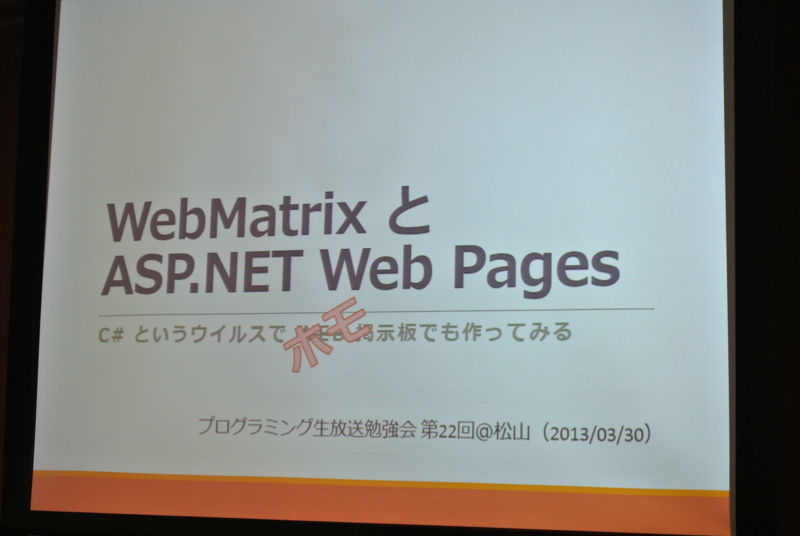 WebMatrix と
ASP.NET Web Pages
C# というウイルスで WEB 掲示板でも作ってみる
ホモ
プログラミング生放送勉強会 第22回@松山（2013/03/30）